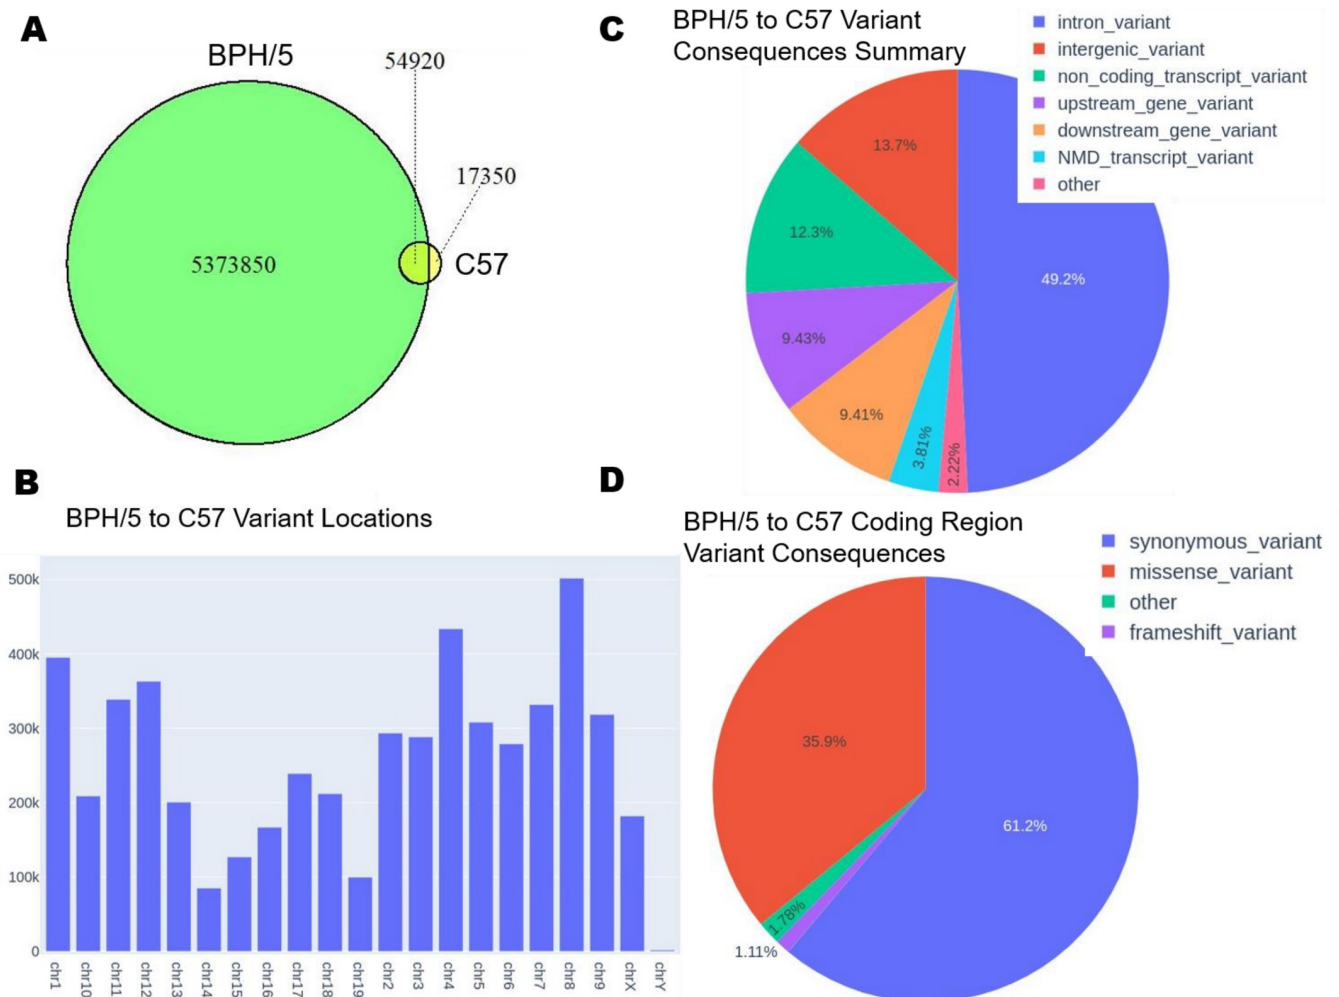 A
BPH/5
54920
17350
5373850
C57
B
BPH/5 to C57 Variant Locations
500k
400k
300k
200k
100k
0
chr1
chr10
chr11
chr12
chr13
chr14
chr15
chr16
chr17
chr18
chr19
chr2
chr3
chr4
chr5
chr6
chr7
chr8
chr9
chrX
chrY
C
BPH/5 to C57 Variant
Consequences Summary
intron_variant
intergenic_variant
non_coding_transcript_variant
upstream_gene_variant
downstream_gene_variant
NMD_transcript_variant
other
13.7%
12.3%
49.2%
9.43%
9.41%
3.81%
2.22%
D
BPH/5 to C57 Coding Region
Variant Consequences
synonymous_variant
missense_variant
other
frameshift_variant
35.9%
61.2%
1.78%
1.11%